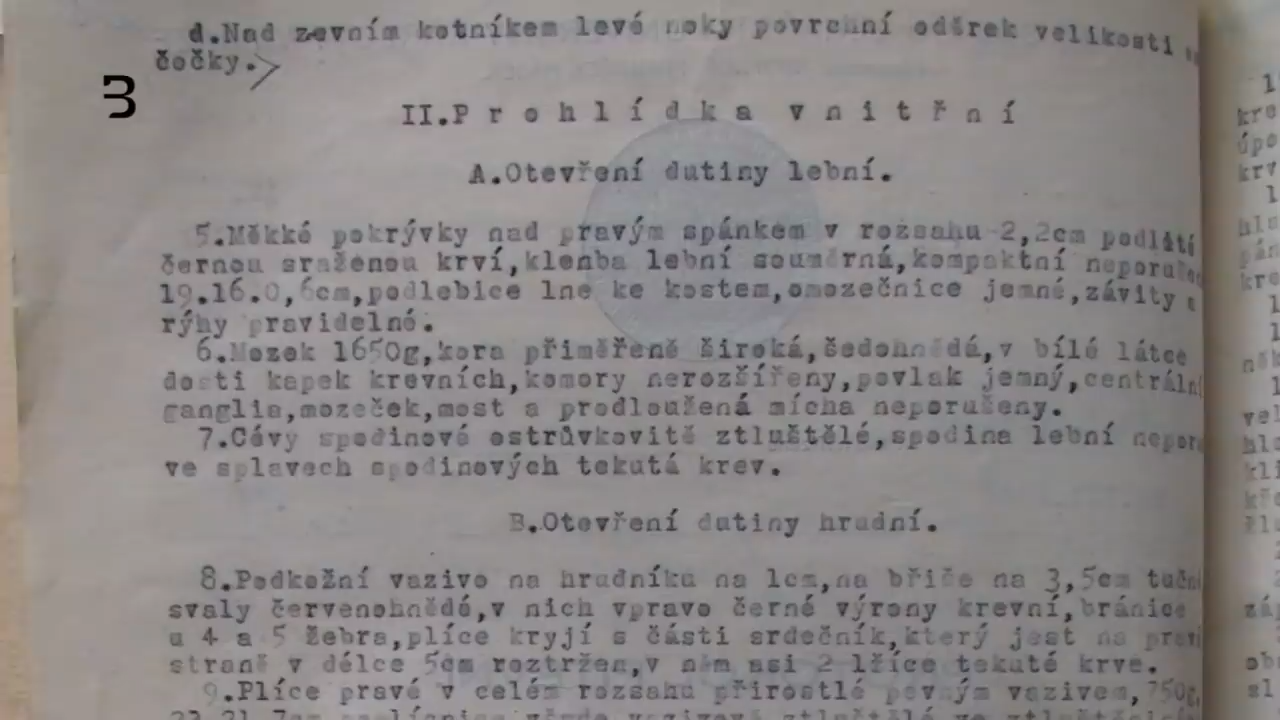 d.Nad zevním kotníkem levé nohy povrchní oděrek velikosti
čočky.
3
II.P r o h l í d k a v n i t ř n í
A.Otevření dutiny lební.
5.Měkké pokrývky nad pravým spánkem v rozsahu 2,2cm podlité
černou sraženou krví,klenba lební souměrná,kompaktní
19.16.0,6cm,podlebice lne ke kostem,omozečnice jemné,závity a
rýhy pravidelné.
6.Mozek 1650g,kora přiměřeně široká,šedohnědá,v bílé látce
dosti kapek krevních,komory nerozšířeny,povlak jemný,centrální
ganglia,mozeček,most a prodloužená mícha neporušeny.
7.Cévy spodinové ostrůvkovitě ztluštělé,spodina lební
ve splavech spodinových tekutá krev.
B.Otevření dutiny hrudní.
8.Podkožní vazivo na hrudníku na 1cm,na břiše na 3,5cm
svaly červenohnědé,v nich vpravo černé výrony krevní,bránice
u 4 a 5 žebra,plíce kryjí s části srdečník,který jest na
straně v délce 5cm roztržen,v něm asi 2 lžíce tekuté krve.
9.Plíce pravé v celém rozsahu přirostlé pevným vazivem,750g,